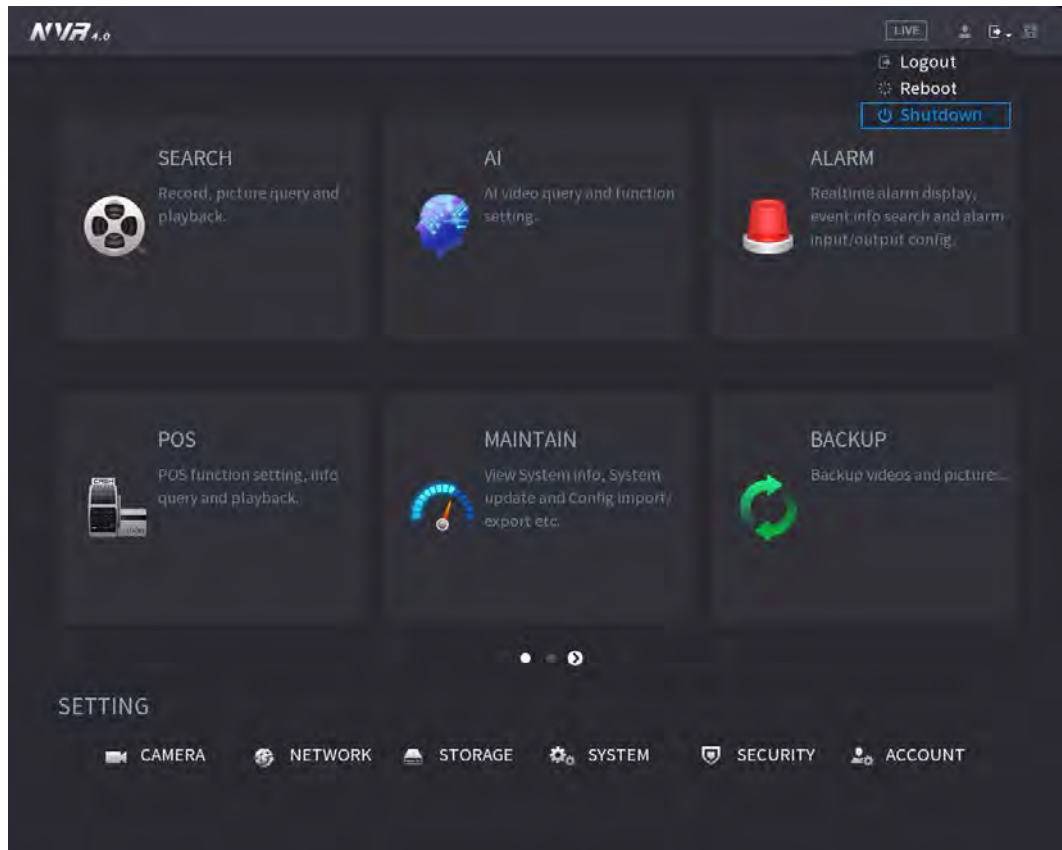 NVR 4.0
LIVE
Logout
Reboot
Shutdown
SEARCH
Record, picture query and
playback.
AI
AI video query and function
setting.
ALARM
Realtime alarm display,
event info search and alarm
input/output config.
POS
POS function setting, info
query and playback.
MAINTAIN
View System info, System
update and Config import/
export etc.
BACKUP
Backup videos and picture...
SETTING
CAMERA NETWORK STORAGE SYSTEM SECURITY ACCOUNT